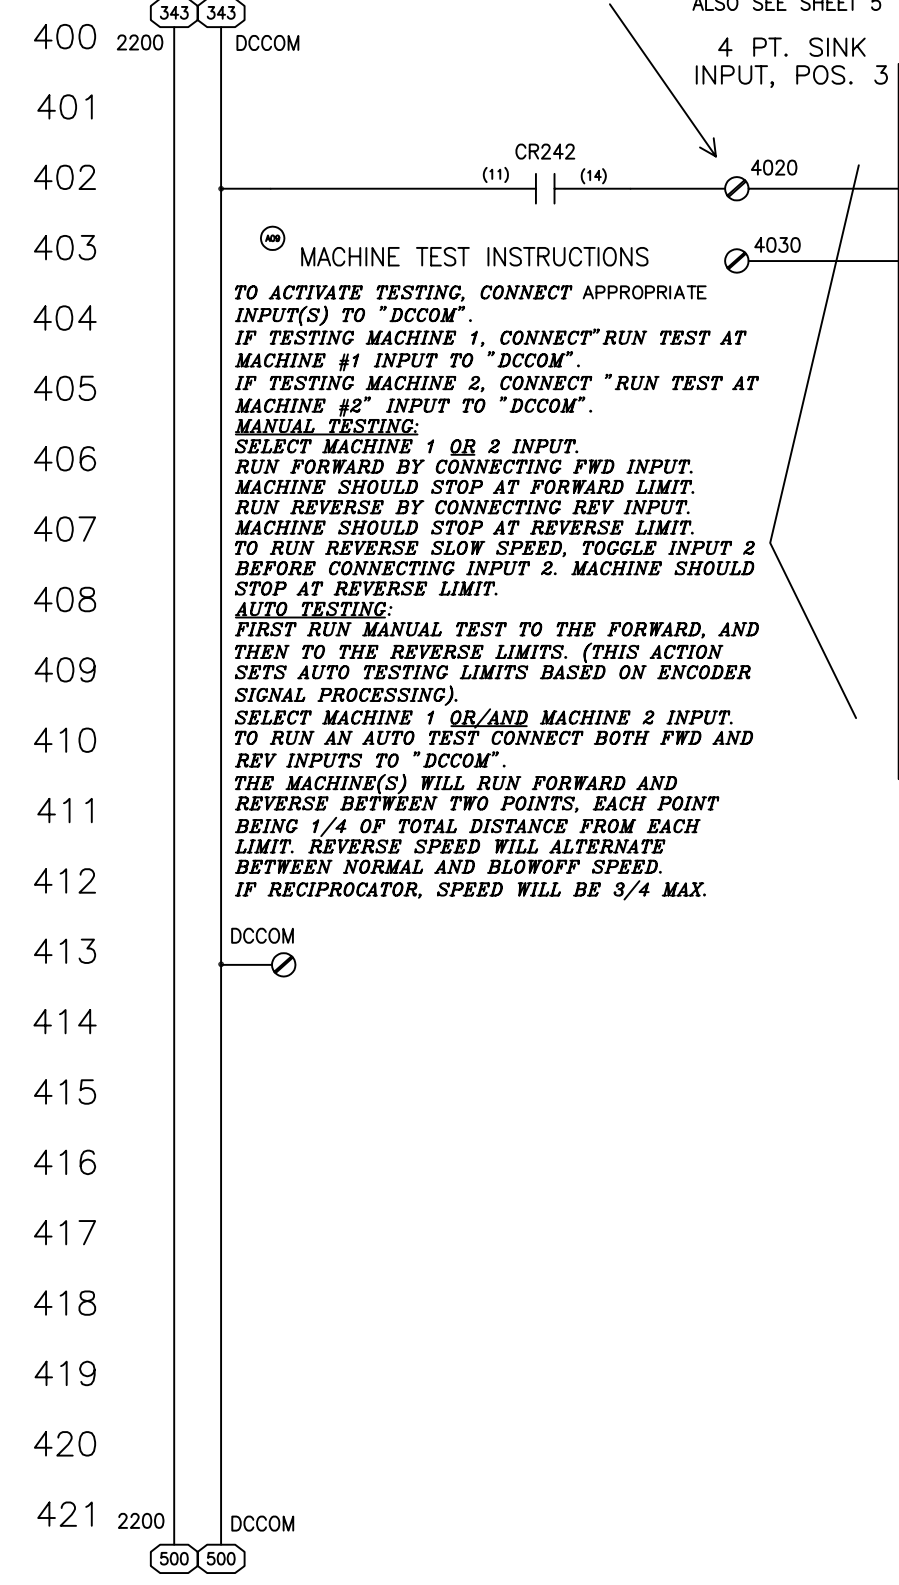 343 343
ALSO SEE SHEET 5
400 2200 DCCOM
4 PT. SINK
INPUT, POS. 3
401
CR242
402 (11) (14) 4020
403 A09 MACHINE TEST INSTRUCTIONS 4030
TO ACTIVATE TESTING, CONNECT APPROPRIATE
404
INPUT(S) TO "DCCOM".
IF TESTING MACHINE 1, CONNECT"RUN TEST AT
MACHINE #1 INPUT TO "DCCOM".
405
IF TESTING MACHINE 2, CONNECT "RUN TEST AT
MACHINE #2" INPUT TO "DCCOM".
MANUAL TESTING:
406
SELECT MACHINE 1 OR 2 INPUT.
RUN FORWARD BY CONNECTING FWD INPUT.
MACHINE SHOULD STOP AT FORWARD LIMIT.
RUN REVERSE BY CONNECTING REV INPUT.
407
MACHINE SHOULD STOP AT REVERSE LIMIT.
TO RUN REVERSE SLOW SPEED, TOGGLE INPUT 2
BEFORE CONNECTING INPUT 2. MACHINE SHOULD
408
STOP AT REVERSE LIMIT.
AUTO TESTING:
FIRST RUN MANUAL TEST TO THE FORWARD, AND
THEN TO THE REVERSE LIMITS. (THIS ACTION
409
SETS AUTO TESTING LIMITS BASED ON ENCODER
SIGNAL PROCESSING).
SELECT MACHINE 1 OR/AND MACHINE 2 INPUT.
410
TO RUN AN AUTO TEST CONNECT BOTH FWD AND
REV INPUTS TO "DCCOM".
THE MACHINE(S) WILL RUN FORWARD AND
411
REVERSE BETWEEN TWO POINTS, EACH POINT
BEING 1/4 OF TOTAL DISTANCE FROM EACH
LIMIT. REVERSE SPEED WILL ALTERNATE
BETWEEN NORMAL AND BLOWOFF SPEED.
412
IF RECIPROCATOR, SPEED WILL BE 3/4 MAX.
DCCOM
413
414
415
416
417
418
419
420
421 2200 DCCOM
500 500